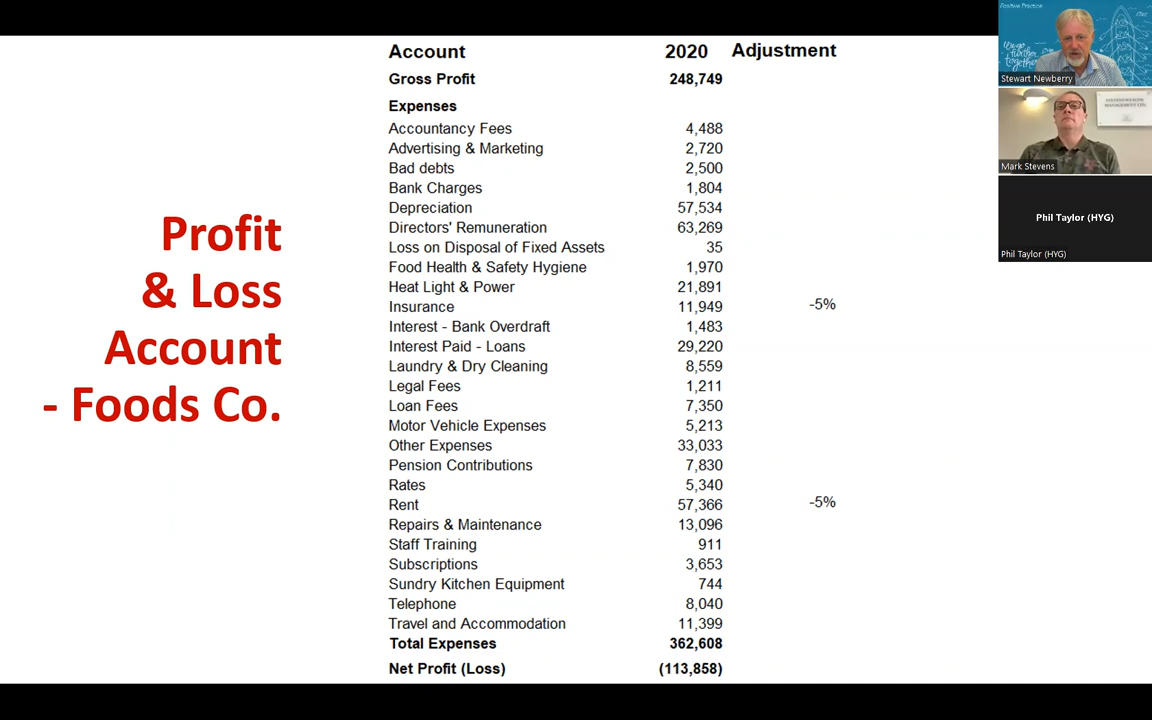 Profit
& Loss
Account
- Foods Co.
Account 2020 Adjustment
Gross Profit 248,749
Expenses
Accountancy Fees 4,488
Advertising & Marketing 2,720
Bad debts 2,500
Bank Charges 1,804
Depreciation 57,534
Directors' Remuneration 63,269
Loss on Disposal of Fixed Assets 35
Food Health & Safety Hygiene 1,970
Heat Light & Power 21,891
Insurance 11,949 -5%
Interest - Bank Overdraft 1,483
Interest Paid - Loans 29,220
Laundry & Dry Cleaning 8,559
Legal Fees 1,211
Loan Fees 7,350
Motor Vehicle Expenses 5,213
Other Expenses 33,033
Pension Contributions 7,830
Rates 5,340
Rent 57,366 -5%
Repairs & Maintenance 13,096
Staff Training 911
Subscriptions 3,653
Sundry Kitchen Equipment 744
Telephone 8,040
Travel and Accommodation 11,399
Total Expenses 362,608
Net Profit (Loss) (113,858)
Positive Practice
further
together
Stewart Newberry
MANAGEMENT LTD.
Mark Stevens
Phil Taylor (HYG)
Phil Taylor (HYG)